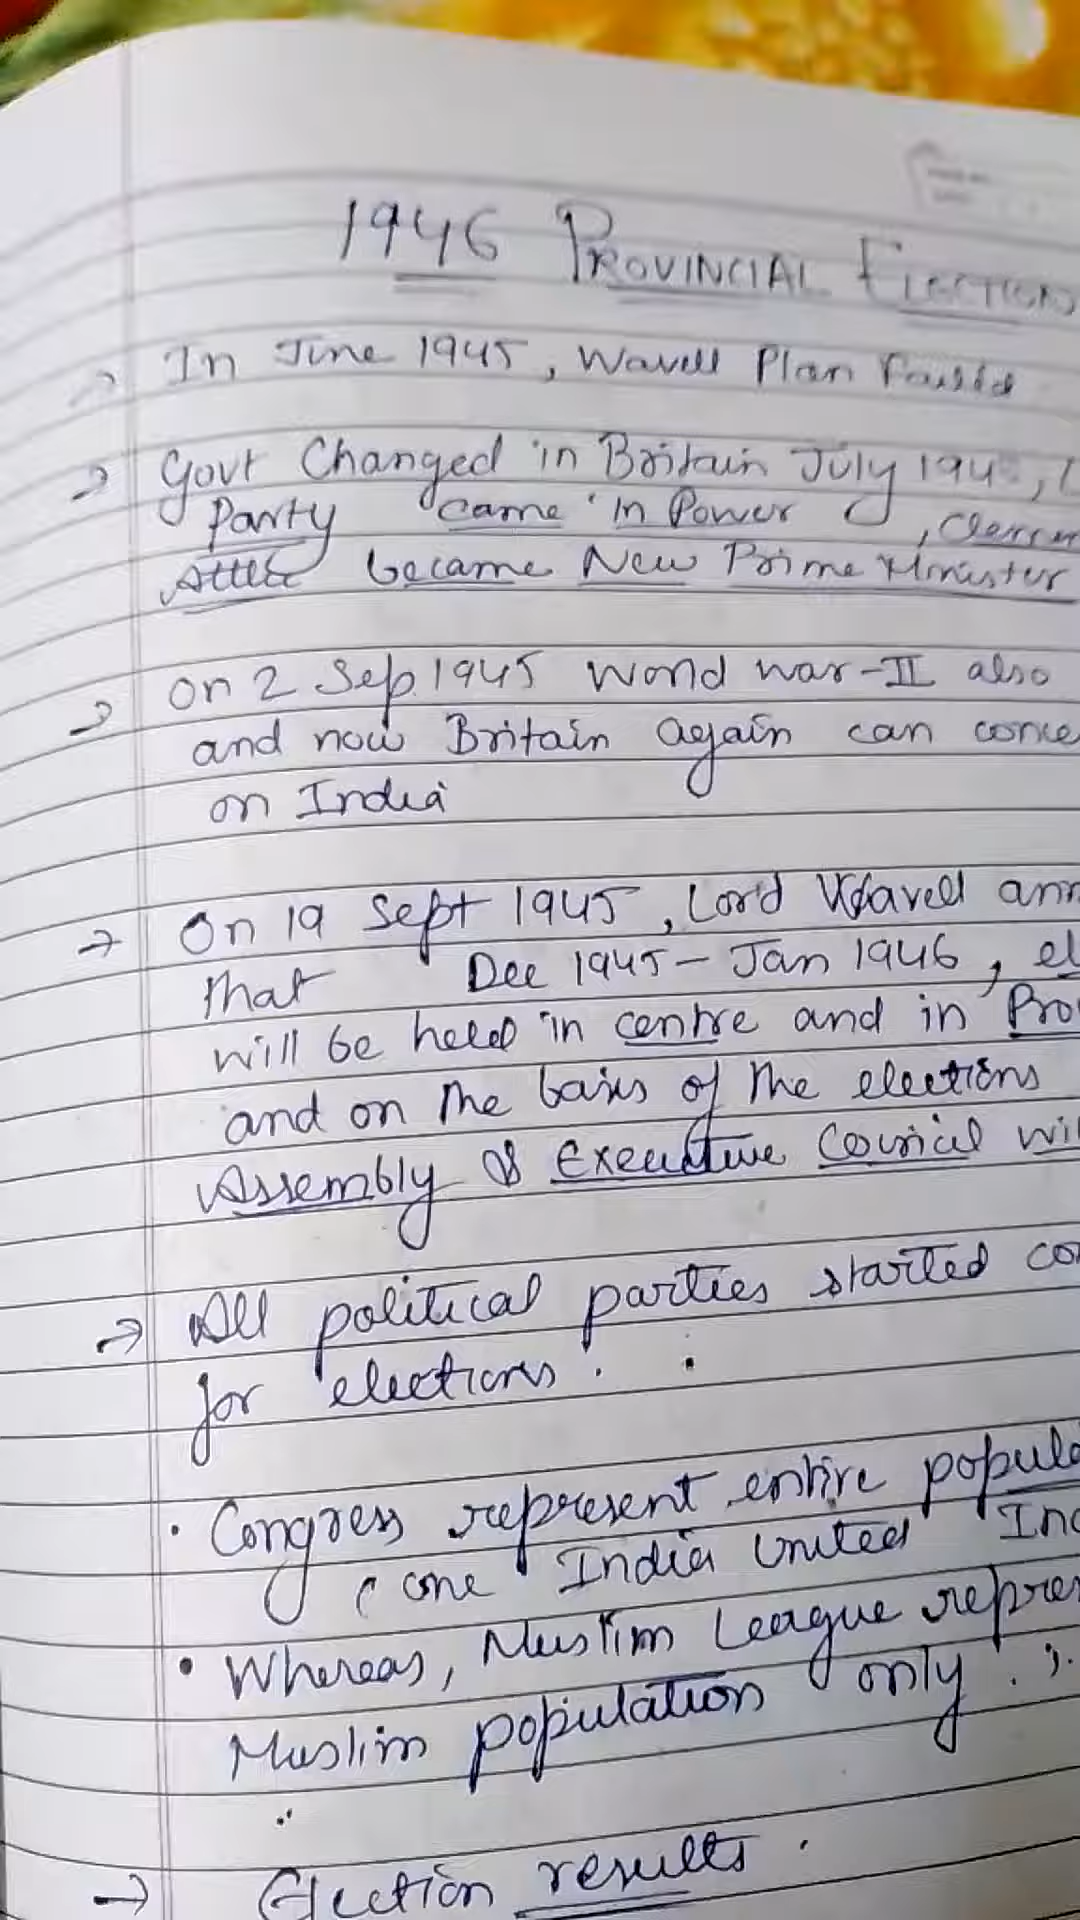 1946 PROVINCIAL ELECTIONS
In June 1945, Wavell Plan
Govt Changed in Britain July 194
Party came in Power,
Attlee became New Prime Minister
on 2 Sep 1945 World war-II also
and now Britain again can
on India
On 19 Sept 1945, Lord Wavell
that Dec 1945 - Jan 1946,
will be held in centre and in
and on the basis of the elections
Assembly & Executive Council
All political parties started
for elections.
Congress represent entire
( one India United
Whereas, Muslim League
Muslim population only.
Election results.